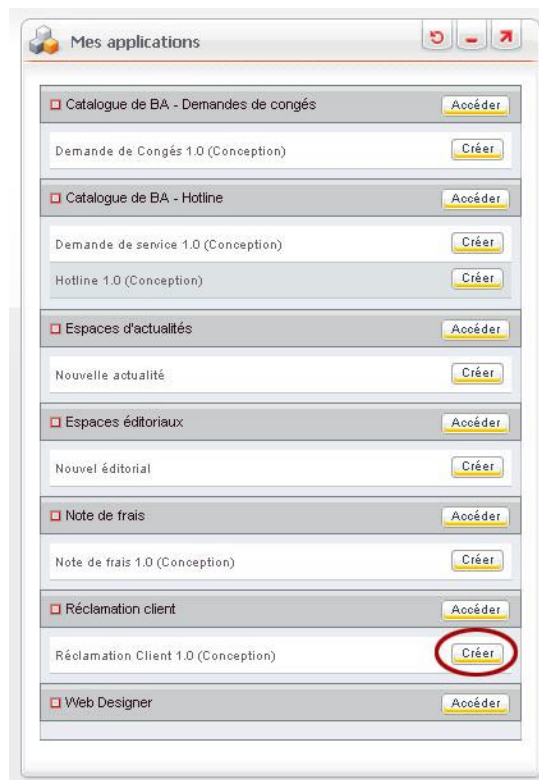 Mes applications
Catalogue de BA - Demandes de congés Accéder
Demande de Congés 1.0 (Conception) Créer
Catalogue de BA - Hotline Accéder
Demande de service 1.0 (Conception) Créer
Hotline 1.0 (Conception) Créer
Espaces d'actualités Accéder
Nouvelle actualité Créer
Espaces éditoriaux Accéder
Nouvel éditorial Créer
Note de frais Accéder
Note de frais 1.0 (Conception) Créer
Réclamation client Accéder
Réclamation Client 1.0 (Conception) Créer
Web Designer Accéder